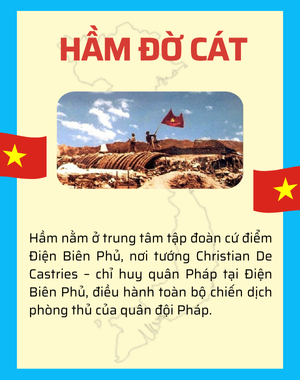 HẦM ĐỜ CÁT
Hầm nằm ở trung tâm tập đoàn cứ điểm
Điện Biên Phủ, nơi tướng Christian De
Castries – chỉ huy quân Pháp tại Điện
Biên Phủ, điều hành toàn bộ chiến dịch
phòng thủ của quân đội Pháp.